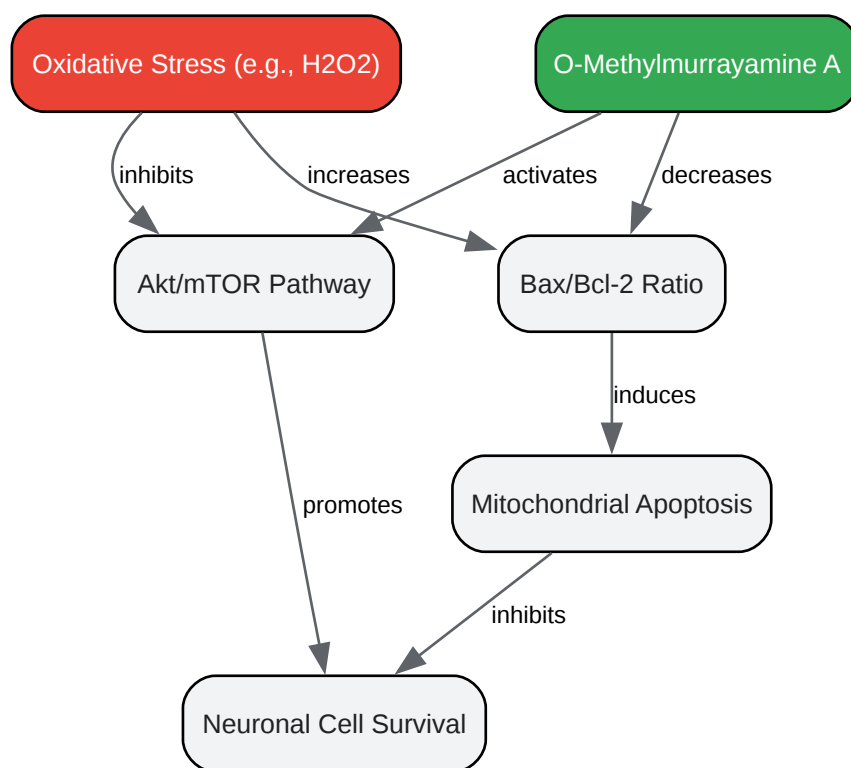 Oxidative Stress (e.g., H2O2)
O-Methylmurrayamine A
inhibits
increases
activates
decreases
Akt/mTOR Pathway
Bax/Bcl-2 Ratio
induces
Mitochondrial Apoptosis
promotes
inhibits
Neuronal Cell Survival